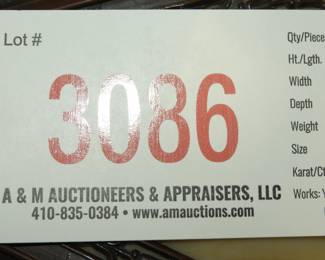 Lot #
3086
A & M AUCTIONEERS & APPRAISERS, LLC
410-835-0384 • www.amauctions.com
Qty/Piece
Ht./Lgth.
Width
Depth
Weight
Size
Karat/Ct
Works: Y